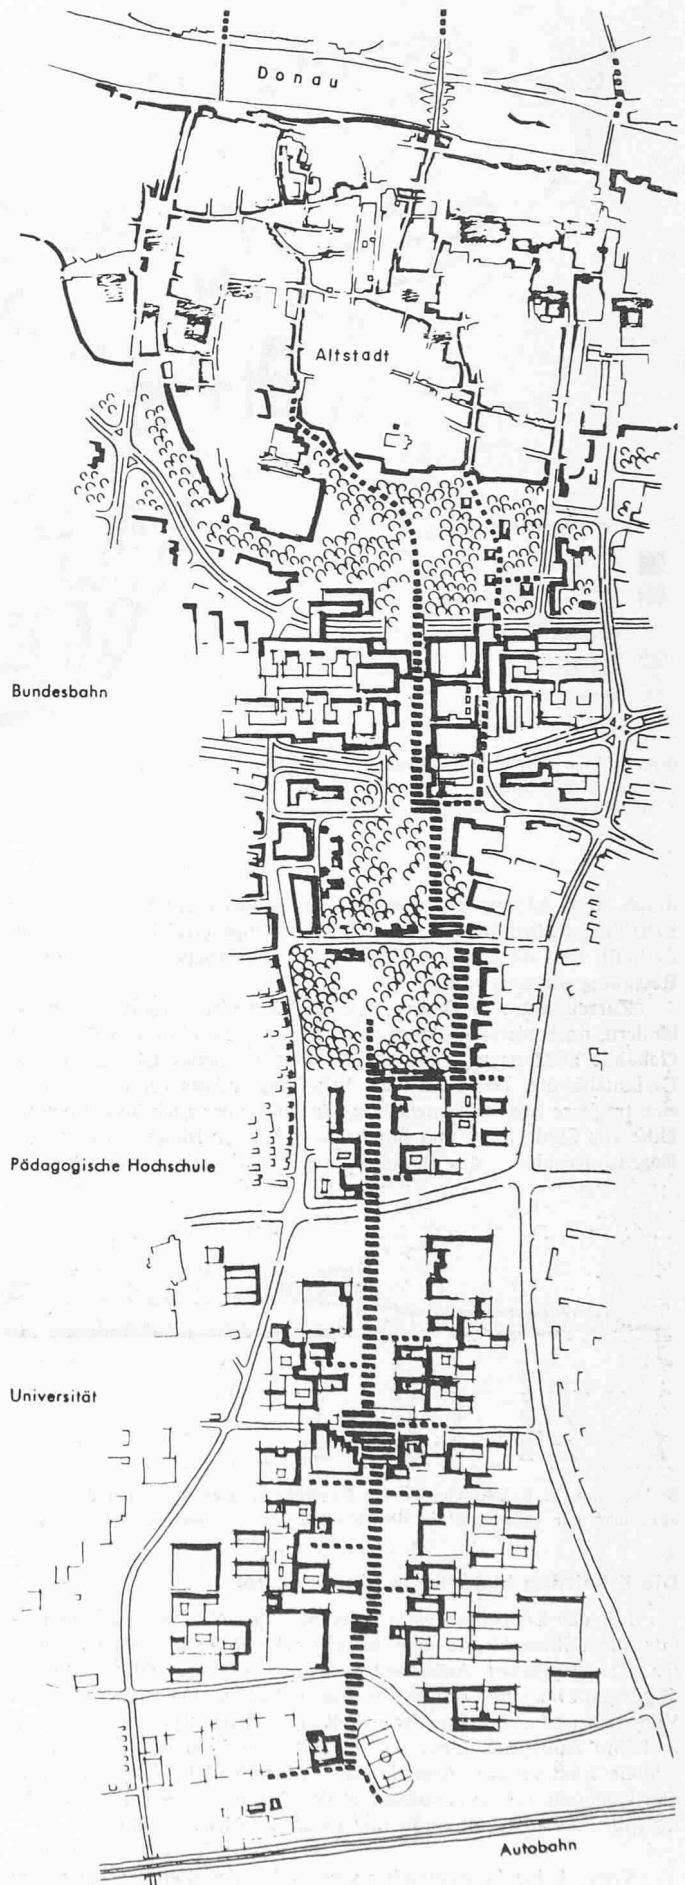 Donau
Altstadt
Bundesbahn
Pädagogische Hochschule
Universität
Autobahn